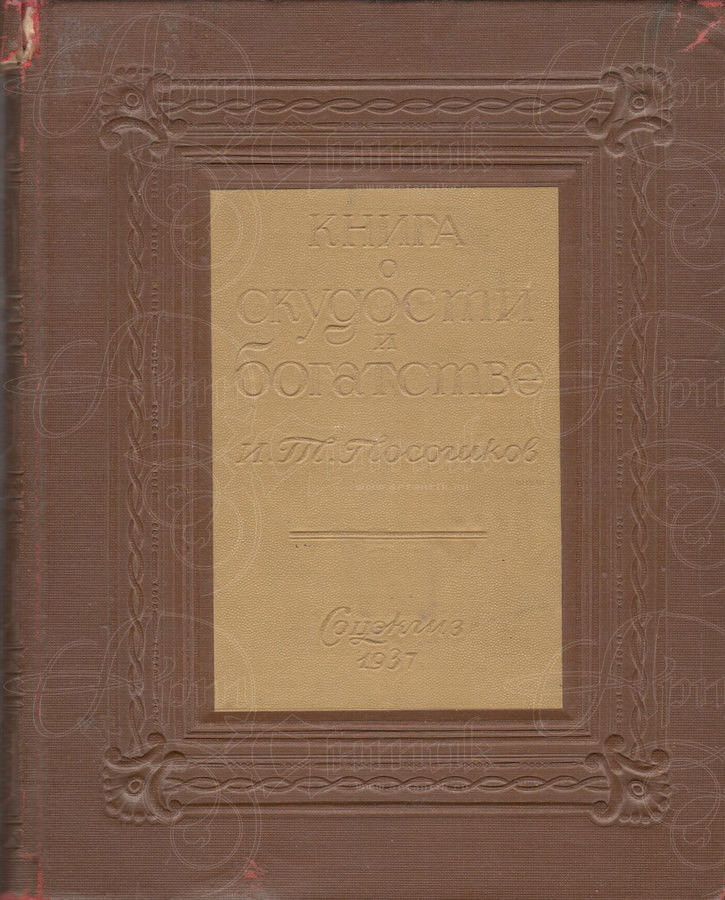 КНИГА
о
скудости
и
богатстве
И. Т. Посошков
Соцэкгиз
1937